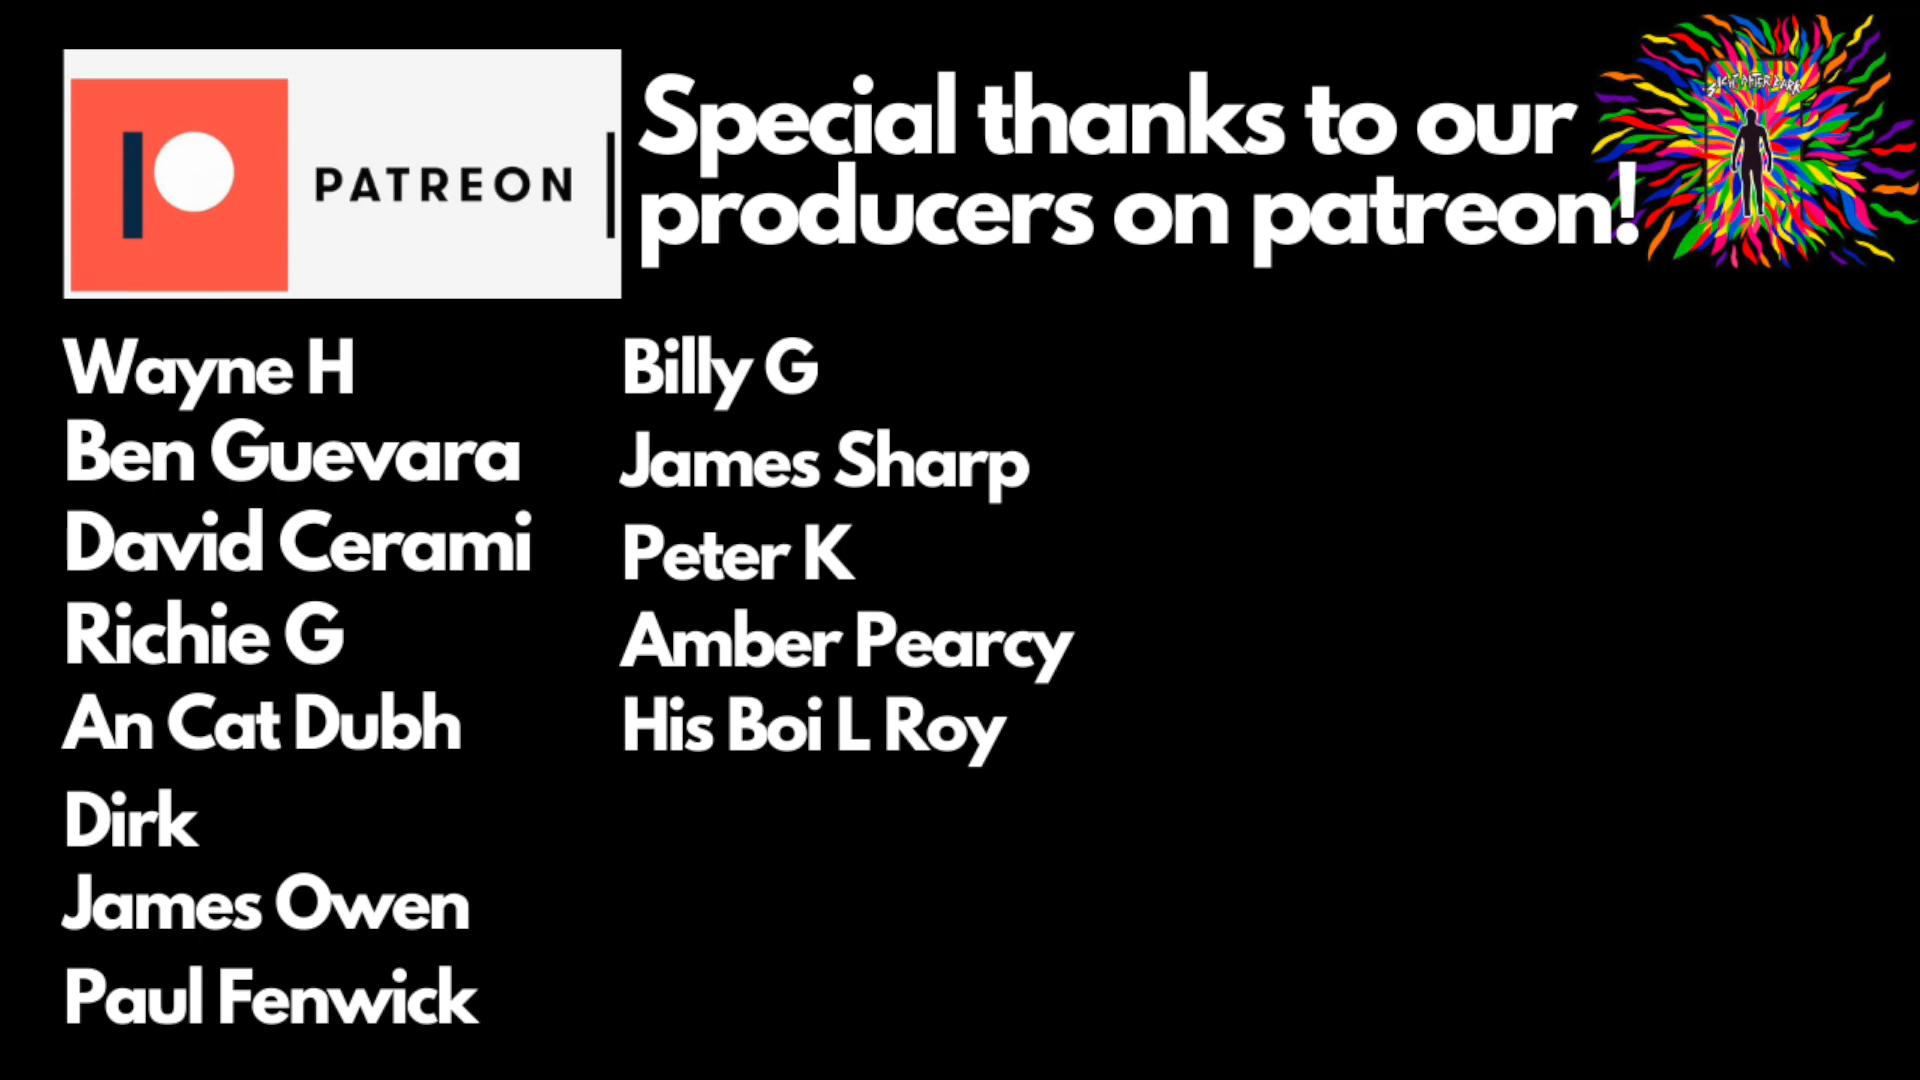 PATREON
Special thanks to our
producers on patreon!
Wayne H
Ben Guevara
David Cerami
Richie G
An Cat Dubh
Dirk
James Owen
Paul Fenwick
Billy G
James Sharp
Peter K
Amber Pearcy
His Boi L Roy